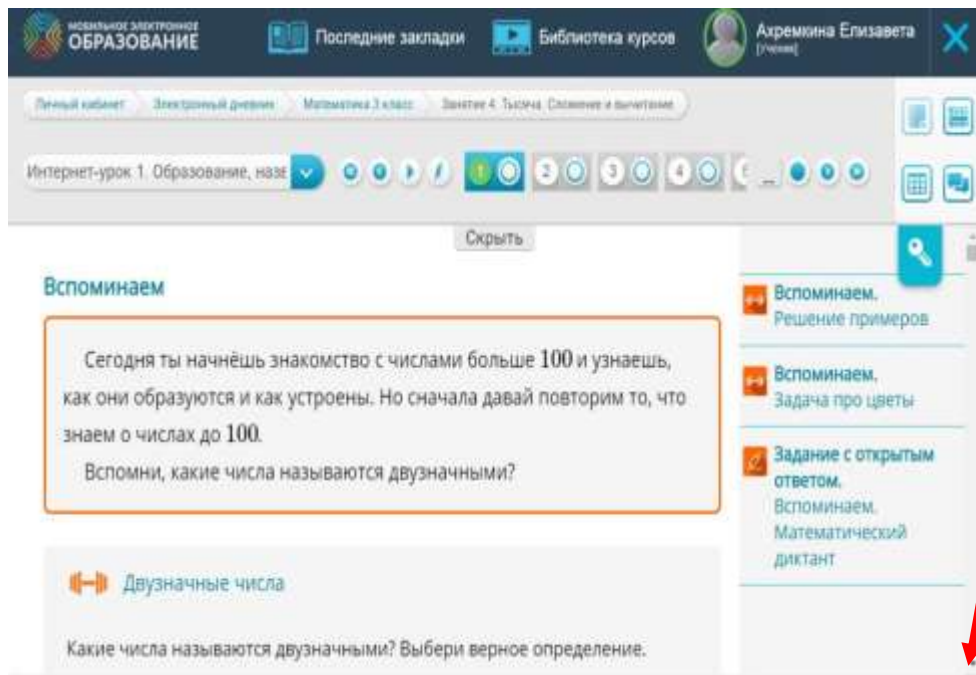 МОБИЛЬНОЕ ЭЛЕКТРОННОЕ
ОБРАЗОВАНИЕ
Последние закладки
Библиотека курсов
Ахремкина Елизавета
[Ученик]
Личный кабинет
Электронный дневник
Математика 3 класс
Занятие 4. Тысяча. Сложение и вычитание
Интернет-урок 1. Образование, назв
1
2
3
4
Скрыть
Вспоминаем
Сегодня ты начнёшь знакомство с числами больше 100 и узнаешь,
как они образуются и как устроены. Но сначала давай повторим то, что
знаем о числах до 100.
Вспомни, какие числа называются двузначными?
Двузначные числа
Какие числа называются двузначными? Выбери верное определение.
Вспоминаем.
Решение примеров
Вспоминаем.
Задача про цветы
Задание с открытым
ответом.
Вспоминаем.
Математический
диктант